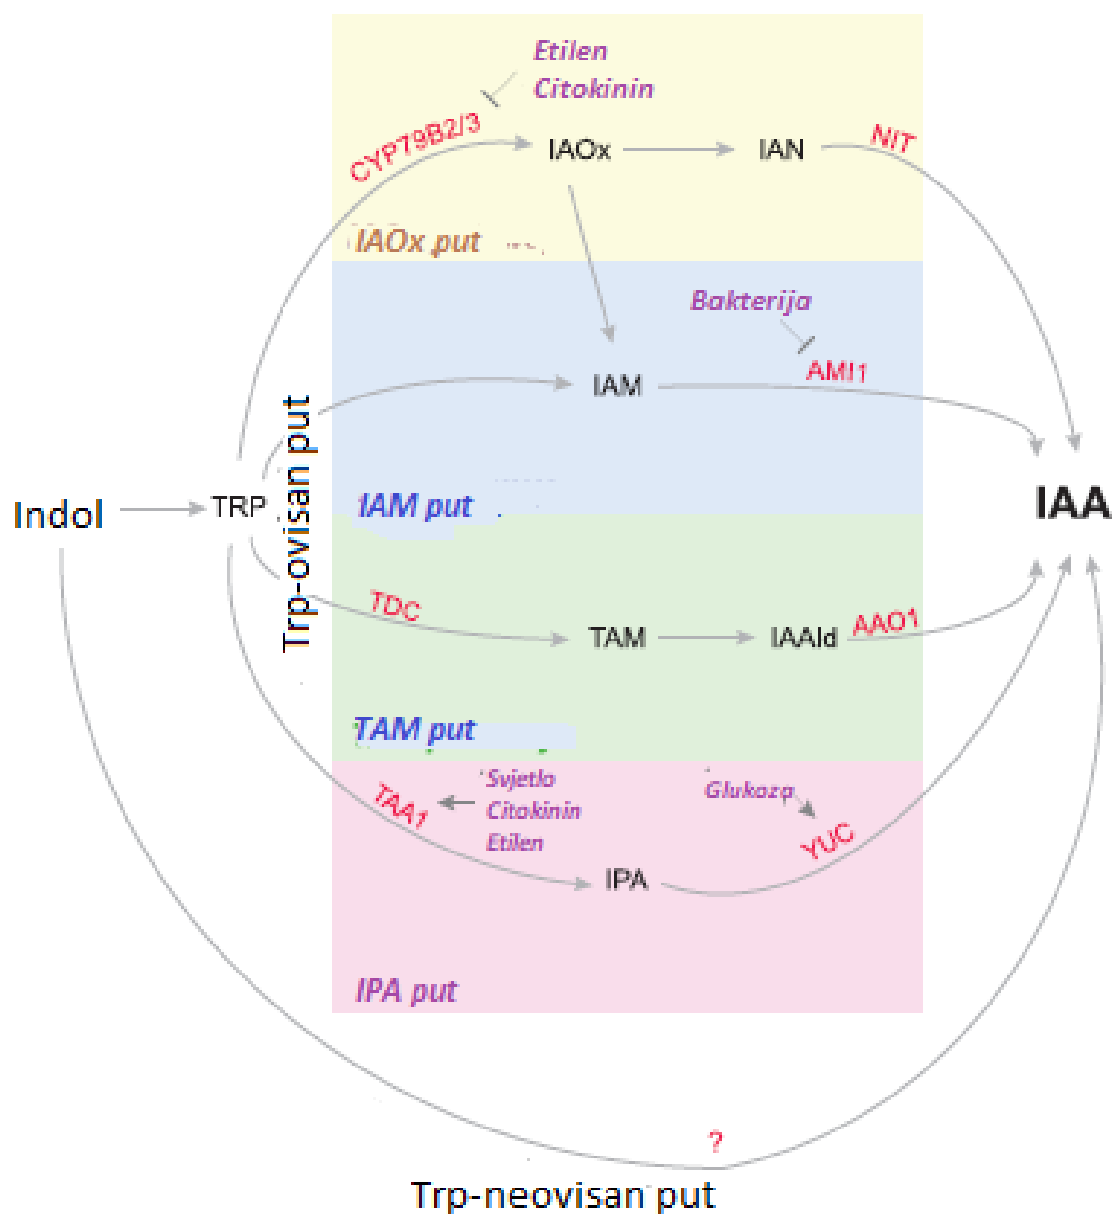 Etilen
Citokinin
CYP79B2/3
IAOx
IAN
NIT
IAOx put
Bakterija
AMI1
IAM
IAM put
Indol
TRP
Trp-ovisan put
IAA
TDC
TAM
IAAld
AAO1
TAM put
Svjetlo
Citokinin
Etilen
TAA1
Glukoza
YUC
IPA
IPA put
?
Trp-neovisan put